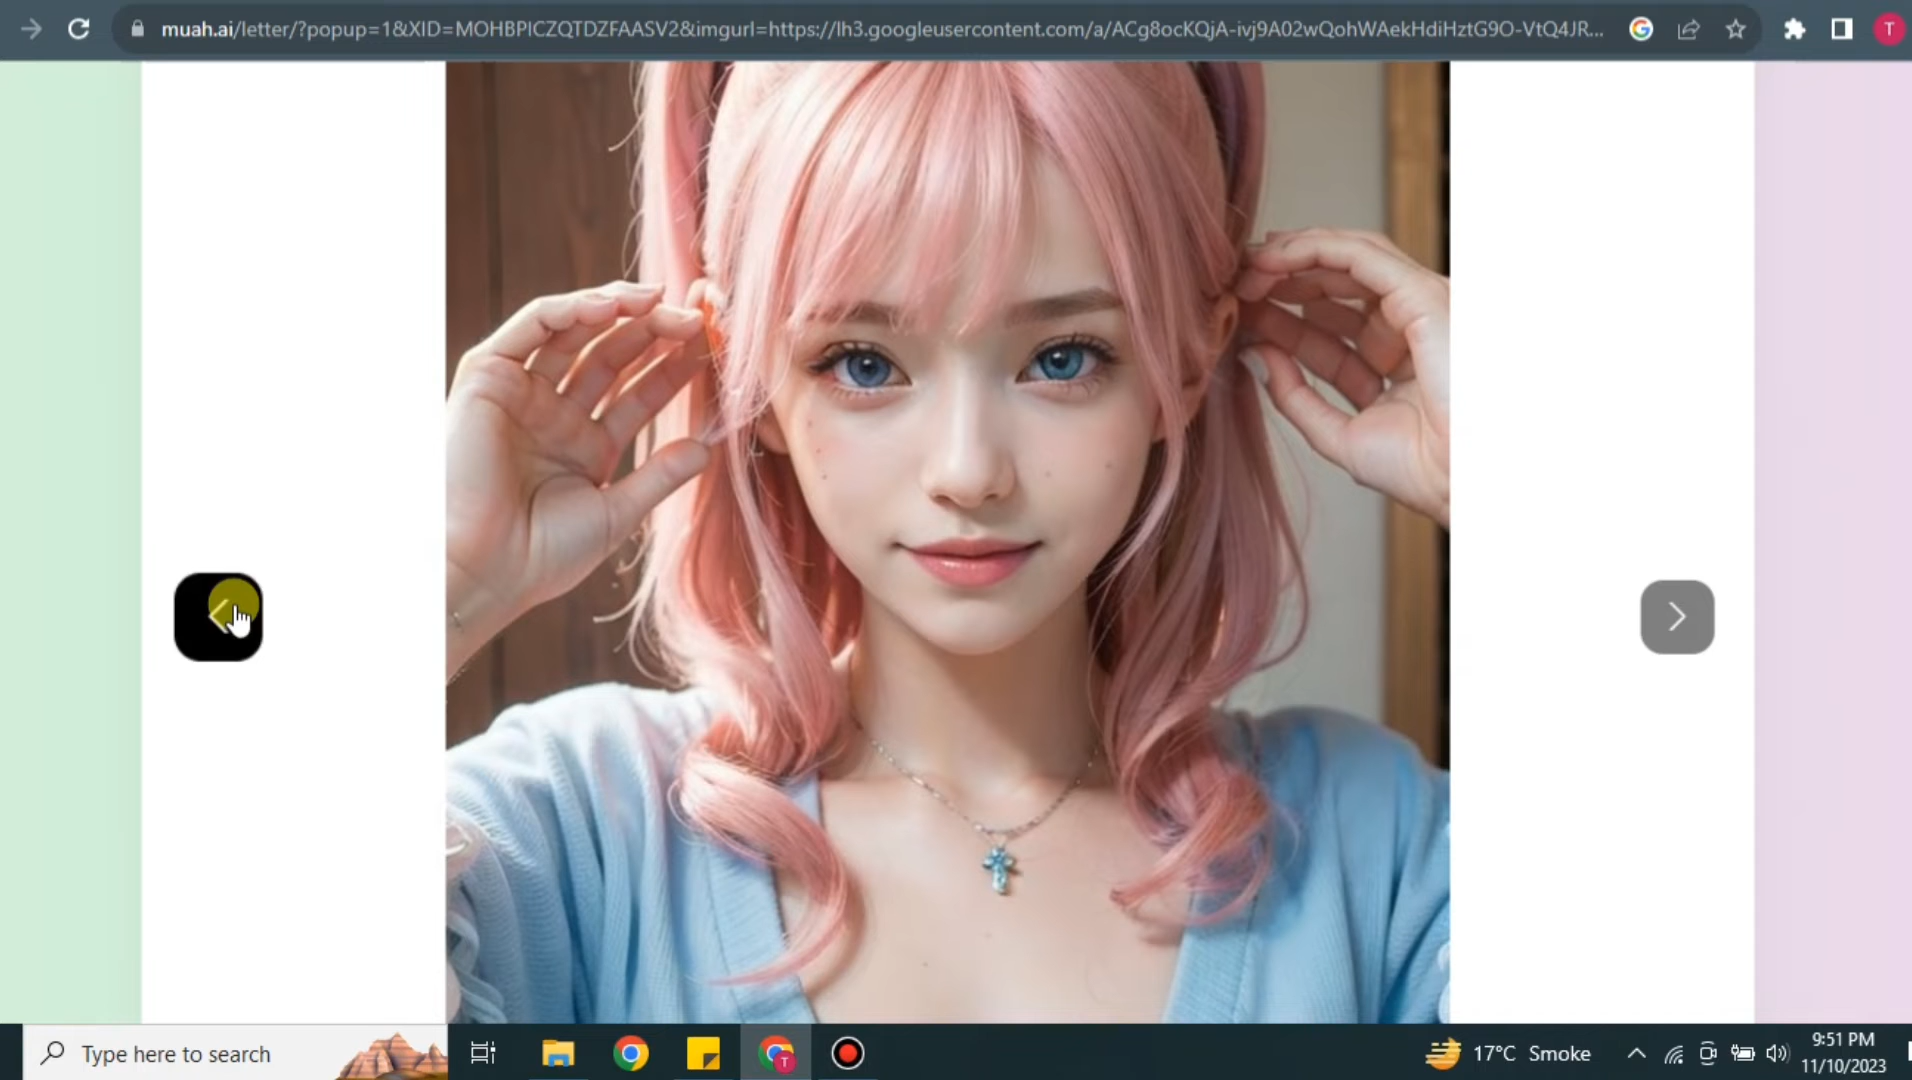 muah.ai/letter/?popup=1&XID=MOHBPICZQTDZFAASV2&imgurl=https://lh3.googleusercontent.com/a/ACg8ocKQjA-ivj9A02wQohWAekHdiHztG9O-VtQ4JR...
T
Type here to search
T
17°C Smoke
9:51 PM
11/10/2023